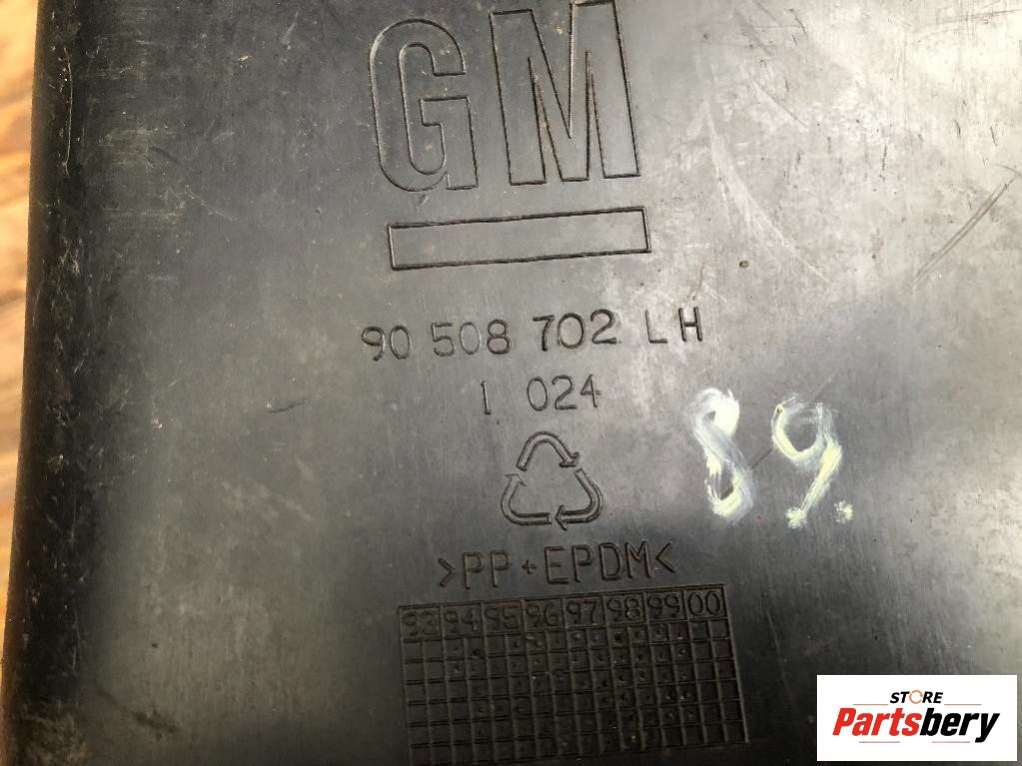 GM
90 508 702 LH
1 024
89.
>PP+EPDM<
93 94 95 96 97 98 99 00
STORE
Partsbery